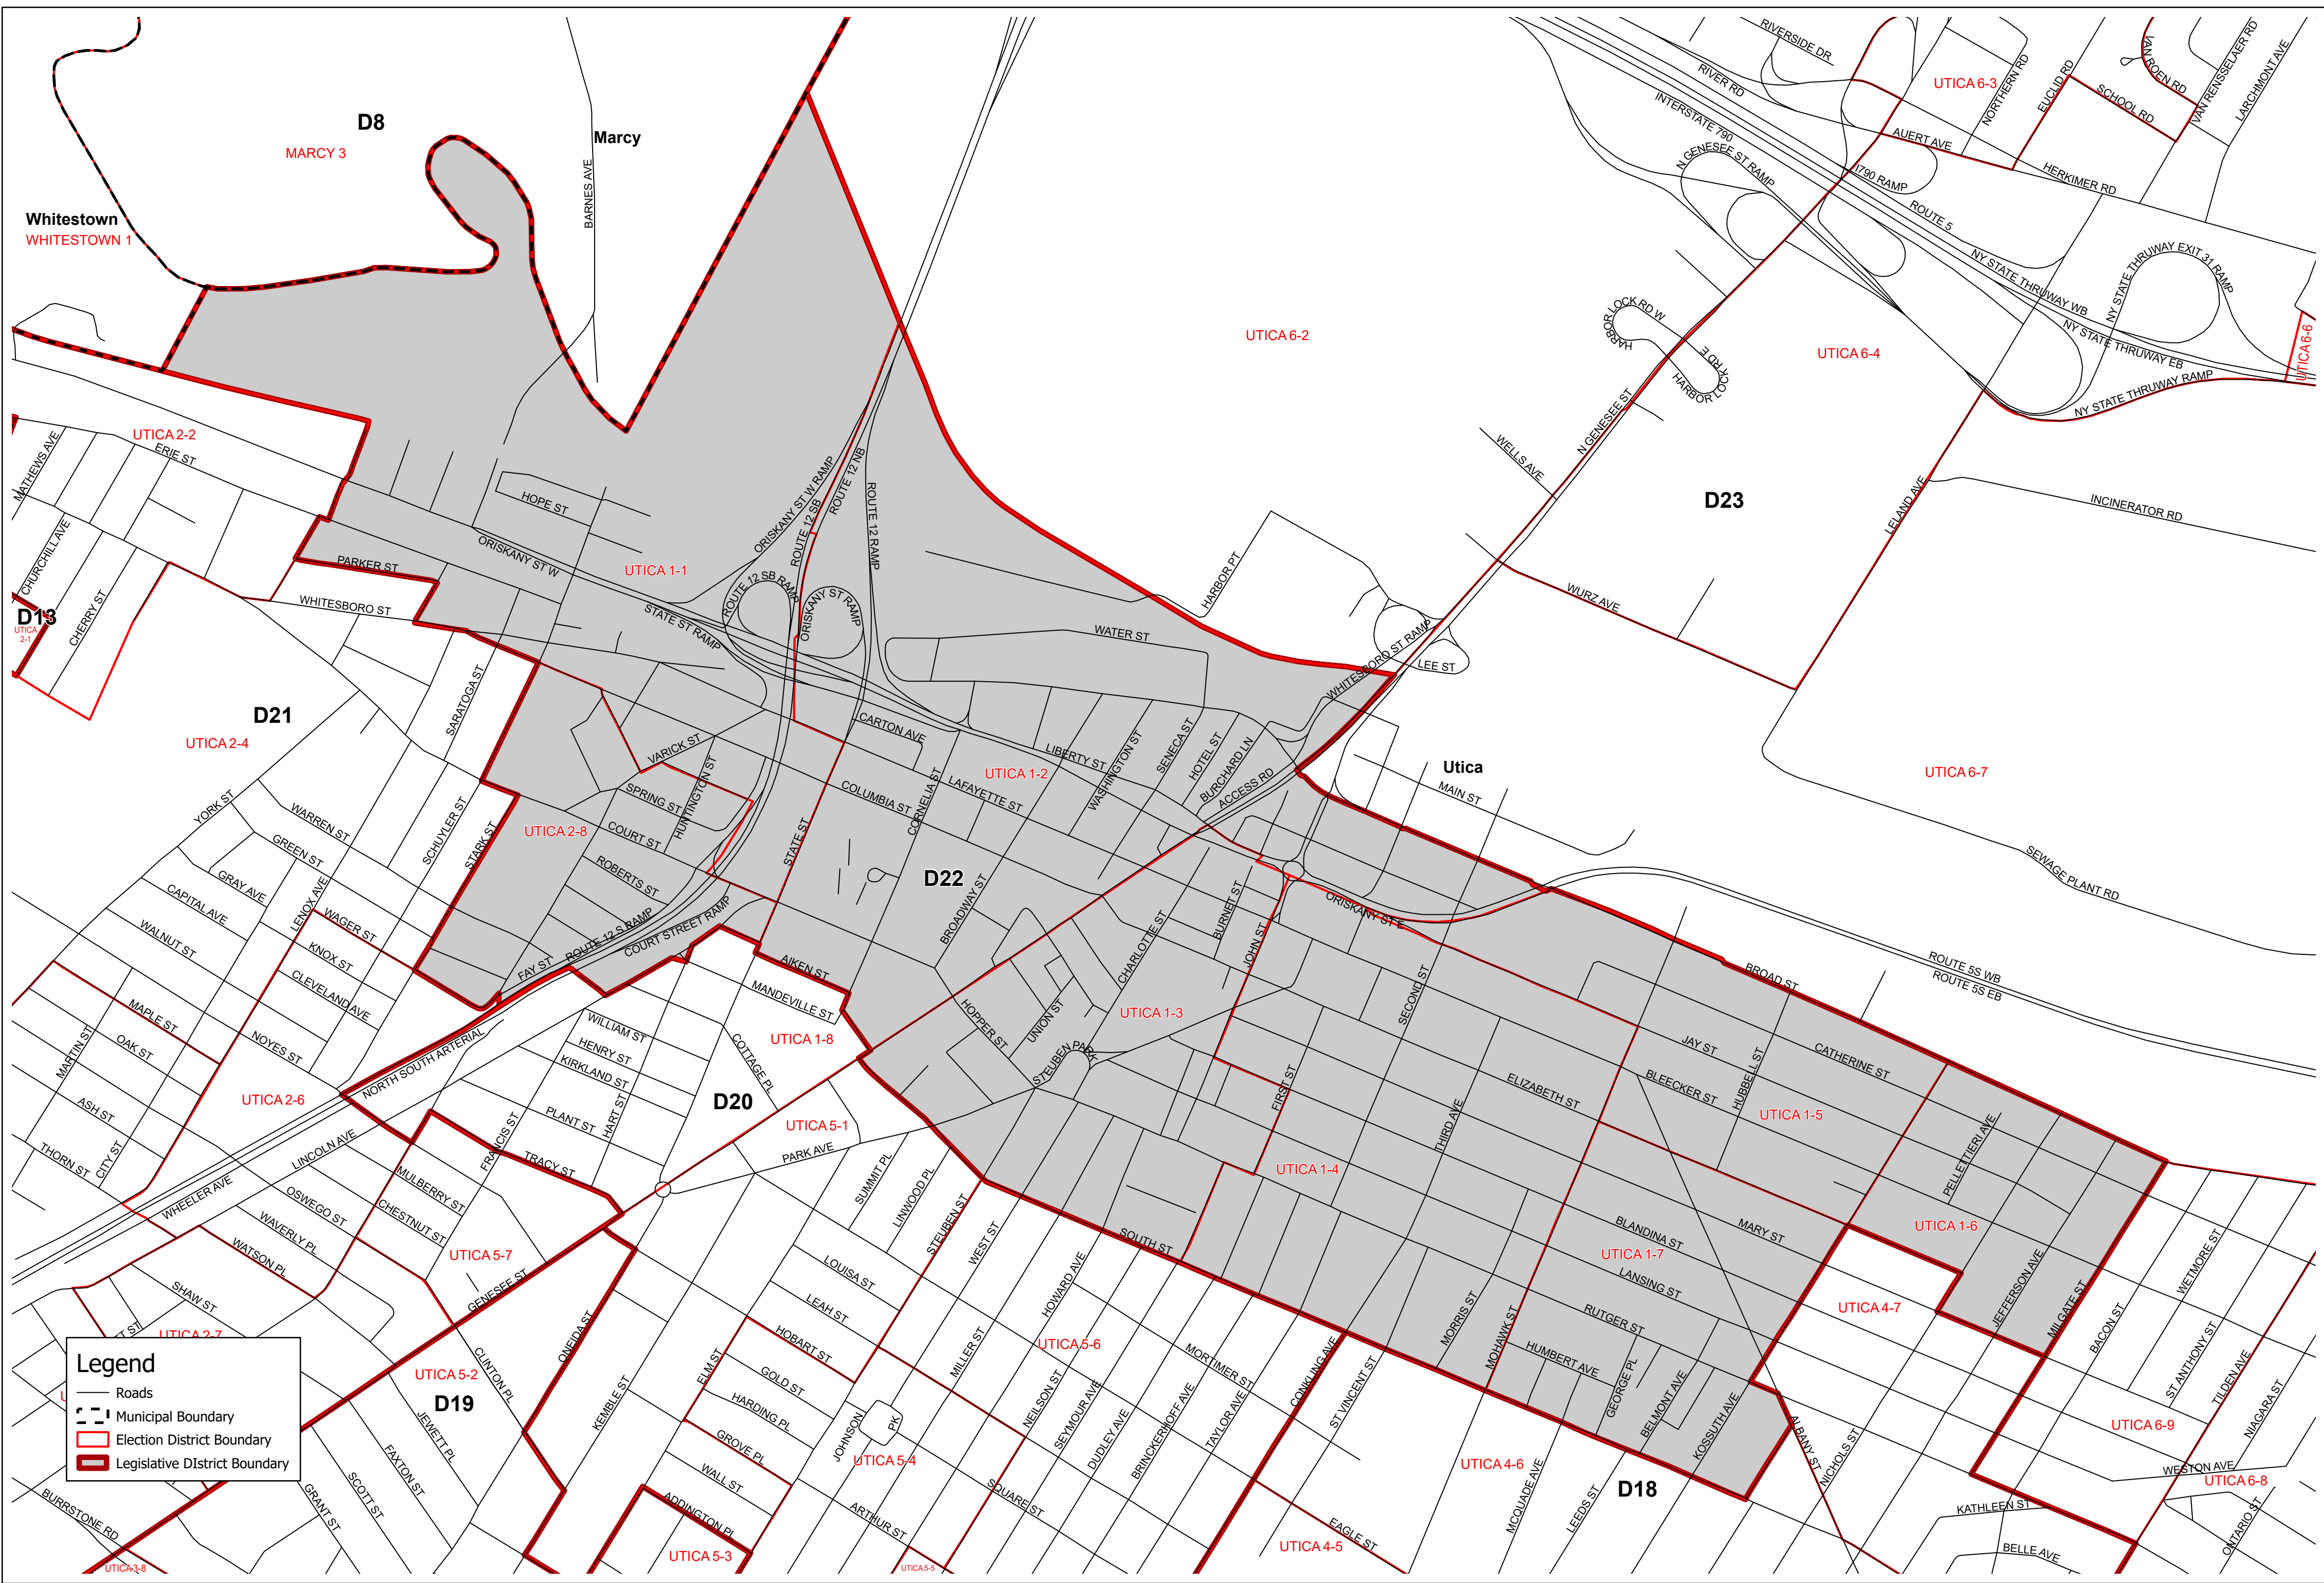 RIVERSIDE DR
RIVER RD
INTERSTATE 790
UTICA 6-3
NORTHERN RD
EUCLID RD
VAN ROEN RD
SCHOOL RD
VAN RENSSELAER RD
LARCHMONT AVE
D8
MARCY 3
Marcy
BARNES AVE
AUERT AVE
HERKIMER RD
N GENESEE ST RAMP
I790 RAMP
ROUTE 5
Whitestown
WHITESTOWN 1
NY STATE THRUWAY WB
NY STATE THRUWAY EXIT 31 RAMP
NY STATE THRUWAY EB
NY STATE THRUWAY RAMP
UTICA 6-6
UTICA 6-2
HARBOR LOCK RD W
HARBOR LOCK RD E
UTICA 6-4
N GENESEE ST
WELLS AVE
D23
LELAND AVE
INCINERATOR RD
UTICA 2-2
ERIE ST
MATHEWS AVE
CHURCHILL AVE
CHERRY ST
PARKER ST
WHITESBORO ST
HOPE ST
ORISKANY ST W
ORISKANY ST W RAMP
ROUTE 12 SB
ROUTE 12 NB
ROUTE 12 RAMP
UTICA 1-1
ROUTE 12 SB RAMP
ORISKANY ST RAMP
STATE ST RAMP
HARBOR PT
WURZ AVE
WATER ST
WHITESBORO ST RAMP
LEE ST
D13
UTICA
2-1
D21
UTICA 2-4
SARATOGA ST
VARICK ST
CARTON AVE
LIBERTY ST
WASHINGTON ST
SENECA ST
HOTEL ST
BURCHARD LN
ACCESS RD
UTICA 1-2
Utica
MAIN ST
UTICA 6-7
SEWAGE PLANT RD
YORK ST
WARREN ST
GREEN ST
GRAY AVE
CAPITAL AVE
WALNUT ST
SCHUYLER ST
STARK ST
LENOX AVE
WAGER ST
KNOX ST
CLEVELAND AVE
UTICA 2-8
SPRING ST
COURT ST
HUNTINGTON ST
ROBERTS ST
STATE ST
COLUMBIA ST
LAFAYETTE ST
CORNELIA ST
D22
BROADWAY ST
FAY ST
ROUTE 12 S RAMP
COURT STREET RAMP
AIKEN ST
MANDEVILLE ST
CHARLOTTE ST
BURNET ST
JOHN ST
ORISKANY ST E
SECOND ST
BROAD ST
ROUTE 5S WB
ROUTE 5S EB
MAPLE ST
OAK ST
MARTIN ST
ASH ST
THORN ST
CITY ST
NOYES ST
UTICA 2-6
NORTH SOUTH ARTERIAL
WILLIAM ST
HENRY ST
KIRKLAND ST
PLANT ST
HART ST
FRANCIS ST
TRACY ST
COTTAGE PL
UTICA 1-8
D20
HOPPER ST
UNION ST
STEUBEN PARK
UTICA 1-3
FIRST ST
THIRD AVE
ELIZABETH ST
BLEECKER ST
JAY ST
HUBBELL ST
CATHERINE ST
UTICA 1-5
UTICA 1-4
UTICA 5-1
PARK AVE
LINCOLN AVE
WHEELER AVE
OSWEGO ST
WAVERLY PL
WATSON PL
MULBERRY ST
CHESTNUT ST
UTICA 5-7
GENESEE ST
SHAW ST
SUMMIT PL
LINWOOD PL
STEUBEN ST
WEST ST
SOUTH ST
HOWARD AVE
PELLETTIERI AVE
UTICA 1-6
MARY ST
BLANDINA ST
UTICA 1-7
LANSING ST
RUTGER ST
JEFFERSON AVE
MILGATE ST
UTICA 4-7
WETMORE ST
BACON ST
ST ANTHONY ST
TILDEN AVE
NIAGARA ST
UTICA 2-7
UTICA 5-2
D19
CLINTON PL
JEWETT PL
FAXTON ST
SCOTT ST
GRANT ST
ONEIDA ST
KEMBLE ST
ELM ST
LOUISA ST
LEAH ST
HOBART ST
GOLD ST
HARDING PL
GROVE PL
WALL ST
ADDINGTON PL
UTICA 5-3
JOHNSON
PK
UTICA 5-4
ARTHUR ST
UTICA 5-5
MILLER ST
UTICA 5-6
NEILSON ST
SEYMOUR AVE
DUDLEY AVE
BRINCKERHOFF AVE
TAYLOR AVE
MORTIMER ST
SQUARE ST
CONKLING AVE
ST VINCENT ST
EAGLE ST
UTICA 4-5
MORRIS ST
MOHAWK ST
HUMBERT AVE
GEORGE PL
BELMONT AVE
KOSSUTH AVE
UTICA 4-6
MCQUADE AVE
LEEDS ST
D18
ALBANY ST
NICHOLS ST
UTICA 6-9
WESTON AVE
UTICA 6-8
KATHLEEN ST
BELLE AVE
ONTARIO ST
BURRSTONE RD
UTICA 3-8
Legend
Roads
Municipal Boundary
Election District Boundary
Legislative DIstrict Boundary